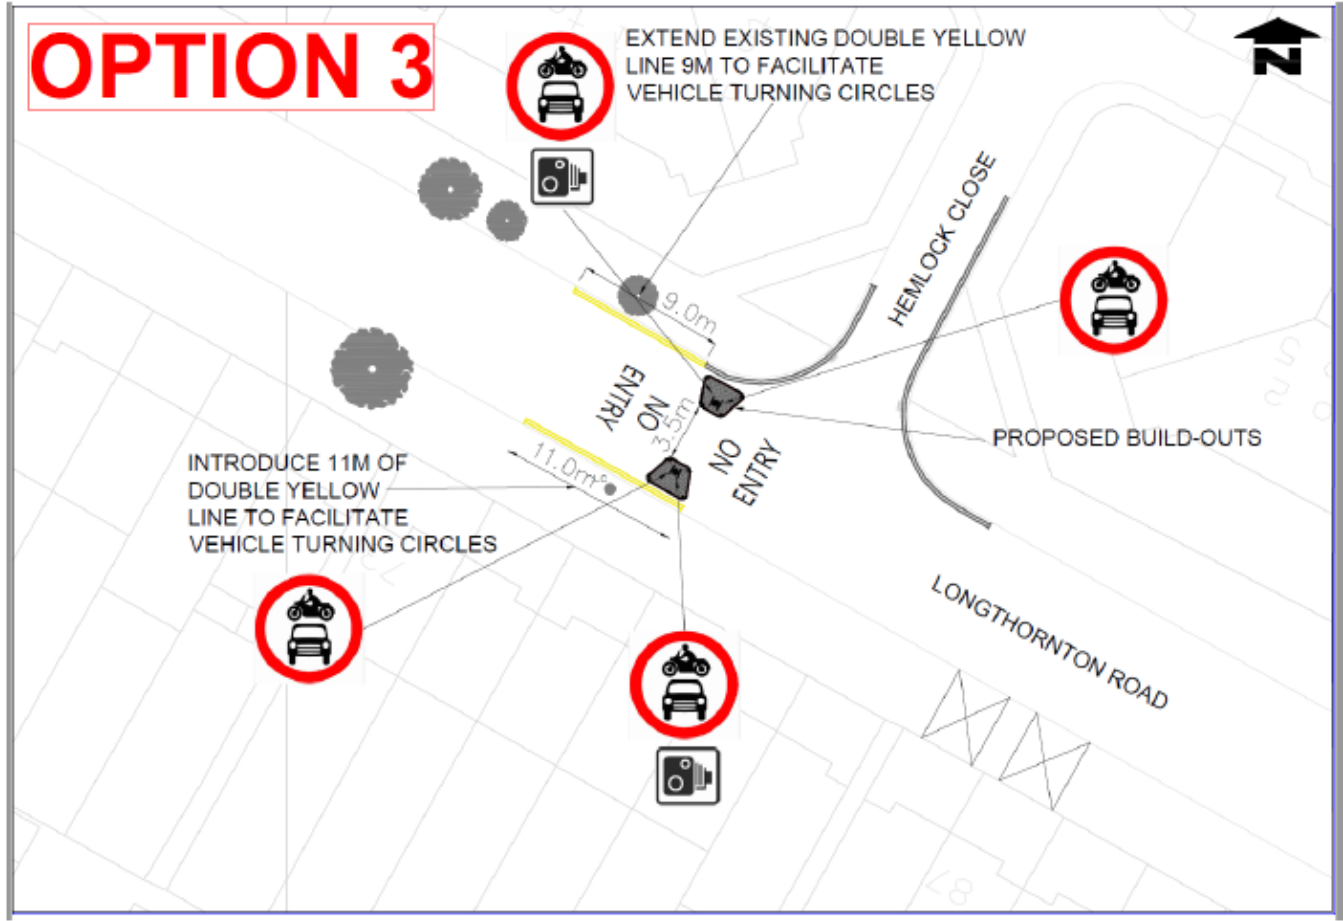 OPTION 3
EXTEND EXISTING DOUBLE YELLOW
LINE 9M TO FACILITATE
VEHICLE TURNING CIRCLES
N
HEMLOCK CLOSE
9.0m
NO
ENTRY
3.5m
NO
ENTRY
PROPOSED BUILD-OUTS
11.0m
INTRODUCE 11M OF
DOUBLE YELLOW
LINE TO FACILITATE
VEHICLE TURNING CIRCLES
LONGTHORNTON ROAD
87